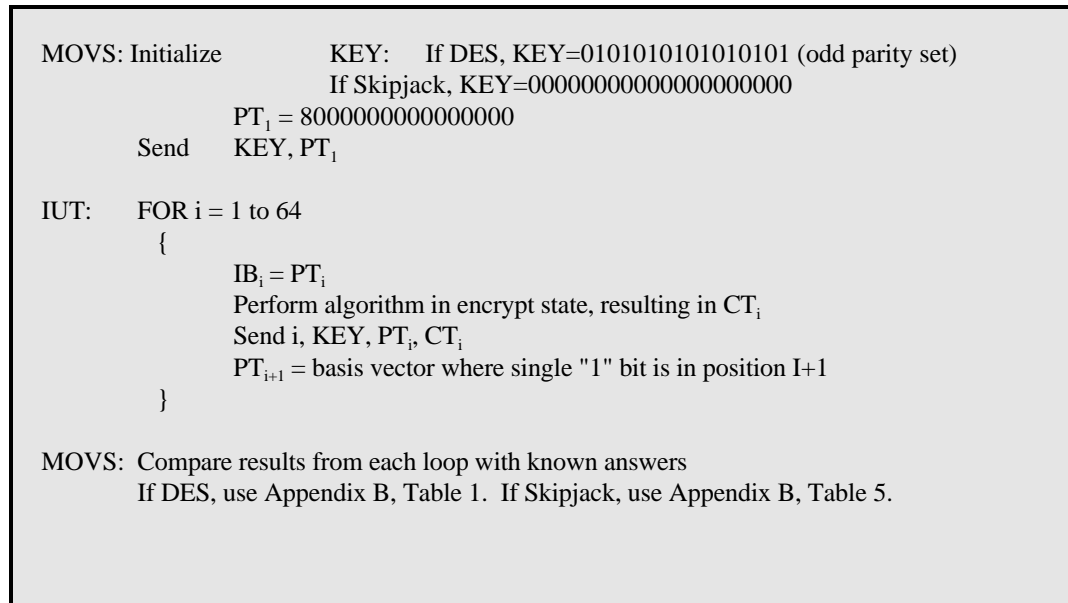 MOVS: Initialize KEY: If DES, KEY=0101010101010101 (odd parity set)
If Skipjack, KEY=00000000000000000000
PT₁ = 8000000000000000
Send KEY, PT₁
IUT: FOR i = 1 to 64
{
IBᵢ = PTᵢ
Perform algorithm in encrypt state, resulting in CTᵢ
Send i, KEY, PTᵢ, CTᵢ
PTᵢ₊₁ = basis vector where single "1" bit is in position I+1
}
MOVS: Compare results from each loop with known answers
If DES, use Appendix B, Table 1. If Skipjack, use Appendix B, Table 5.